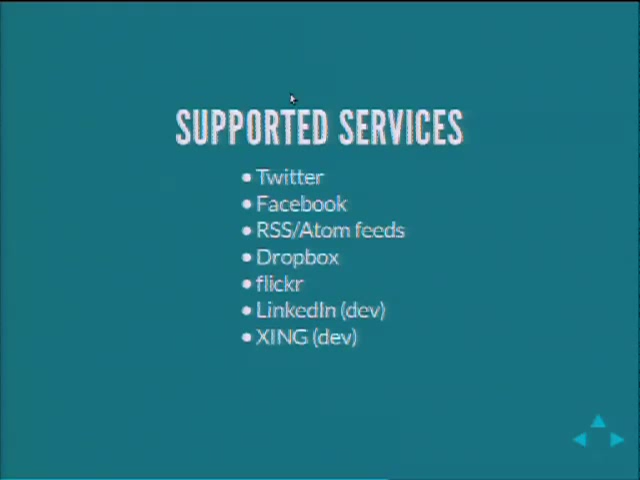 SUPPORTED SERVICES
• Twitter
• Facebook
• RSS/Atom feeds
• Dropbox
• flickr
• LinkedIn (dev)
• XING (dev)